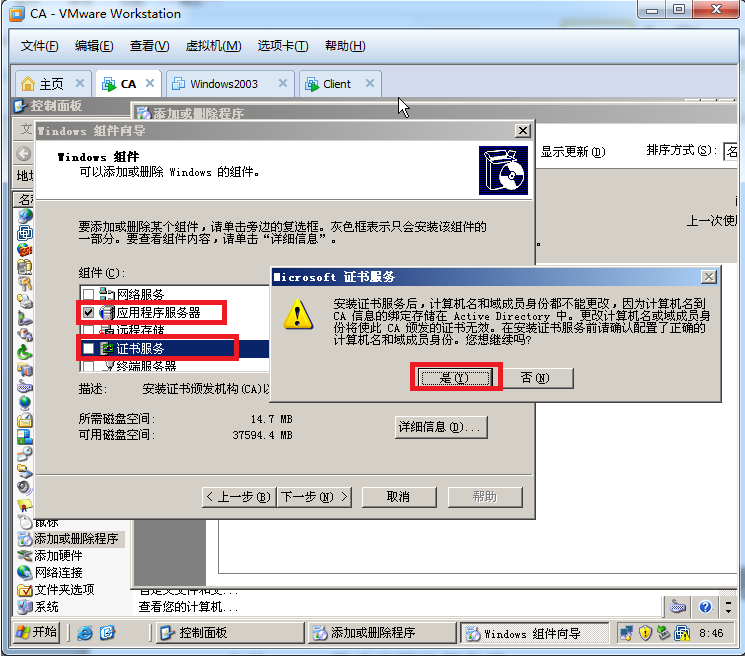 CA - VMware Workstation
文件(F) 编辑(E) 查看(V) 虚拟机(M) 选项卡(T) 帮助(H)
主页 CA Windows2003 Client
控制面板
添加或删除程序
Windows 组件向导
Windows 组件
可以添加或删除 Windows 的组件。
显示更新(D) 排序方式(S): 名
上一次使
要添加或删除某个组件，请单击旁边的复选框。灰色框表示只会安装该组件的
一部分。要查看组件内容，请单击“详细信息”。
组件(C):
网络服务
应用程序服务器
远程存储
证书服务
终端服务器
描述: 安装证书颁发机构(CA)以
所需磁盘空间: 14.7 MB
可用磁盘空间: 37594.4 MB
详细信息(D)...
< 上一步(B) 下一步(N) > 取消 帮助
Microsoft 证书服务
安装证书服务后，计算机名和域成员身份都不能更改，因为计算机名到
CA 信息的绑定存储在 Active Directory 中。更改计算机名或域成员身
份将使此 CA 颁发的证书无效。在安装证书服务前请确认配置了正确的
计算机名和域成员身份。您想继续吗?
是(Y) 否(N)
鼠标
添加或删除程序
添加硬件
网络连接
文件夹选项
系统
自定义文件和文...
查看您的计算机...
开始 控制面板 添加或删除程序 Windows 组件向导 8:46